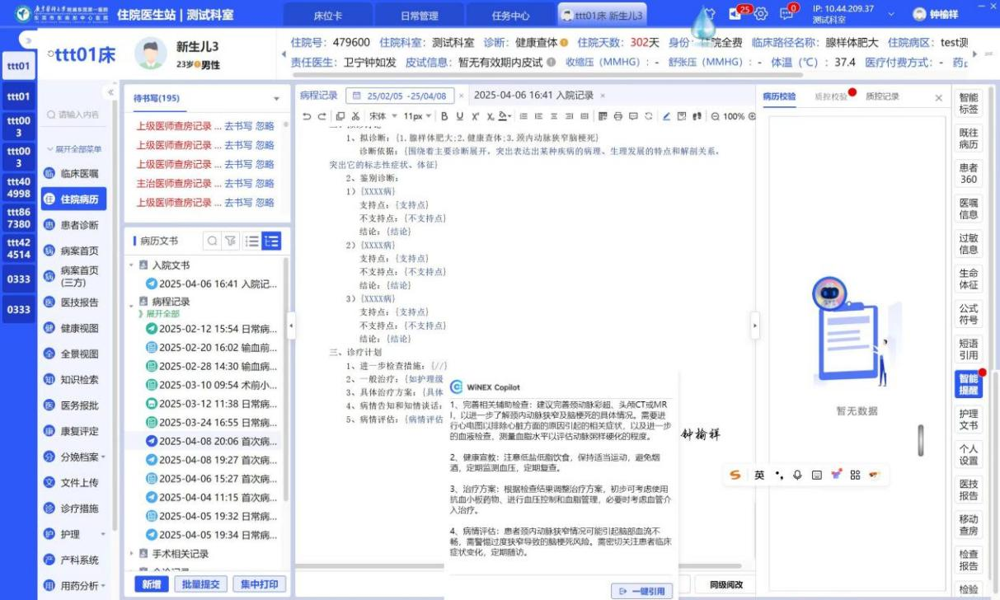 住院医生站 | 测试科室
床位卡
日常管理
任务中心
ttt01床 新生儿3
25
0
IP: 10.44.209.37
测试科室
钟榆样
ttt01床
新生儿3
23岁 男性
住院号: 479600 住院科室: 测试科室 诊断: 健康查体 住院天数: 302天 身份: 住院全费 临床路径名称: 腺样体肥大 住院病区: test测
责任医生: 卫宁钟如发 皮试信息: 暂无有效期内皮试 收缩压 (MMHG) : - 舒张压 (MMHG) : - 体温 (℃) : 37.4 医疗付费方式: -
ttt01
ttt01
ttt00
3
ttt00
3
ttt40
4998
ttt86
7380
ttt42
4514
0333
0333
请输入内容
展开全部菜单
临床医嘱
住院病历
患者诊断
病案首页
病案首页
(三方)
医技报告
健康视图
全景视图
知识检索
医务报批
康复评定
分娩档案
文件上传
诊疗措施
护理
产科系统
用药分析
待书写(195)
上级医师查房记录 ... 去书写 忽略
上级医师查房记录 ... 去书写 忽略
上级医师查房记录 ... 去书写 忽略
主治医师查房记录 ... 去书写 忽略
上级医师查房记录 ... 去书写 忽略
病历文书
入院文书
2025-04-06 16:41 入院记...
病程记录
展开全部
2025-02-12 15:54 日常病...
2025-02-20 16:02 输血前...
2025-02-28 14:30 输血病...
2025-03-10 09:54 术前小...
2025-03-12 11:38 日常病...
2025-03-24 16:55 日常病...
2025-04-08 20:06 首次病...
2025-04-08 19:27 首次病...
2025-04-06 15:27 首次病...
2025-04-04 11:15 首次病...
2025-04-05 19:32 日常病...
2025-04-05 19:34 日常病...
手术相关记录
新增
批量提交
集中打印
病程记录
25/02/05 - 25/04/08 ×
2025-04-06 16:41 入院记录 ×
宋体 11px B U X² X₂ A 100%
1、拟诊断: {1.腺样体肥大;2.健康查体;3.颈内动脉狭窄脑梗死}
诊断依据: {围绕着主要诊断展开, 突出表达出某种疾病的病理、生理发展的特点和解剖关系,
突出它的标志性症状、体征}
2、鉴别诊断:
1) {XXXX病}
支持点: {支持点}
不支持点: {不支持点}
结论: {结论}
2) {XXXX病}
支持点: {支持点}
不支持点: {不支持点}
结论: {结论}
3) {XXXX病}
支持点: {支持点}
不支持点: {不支持点}
结论: {结论}
三、诊疗计划
1、进一步检查措施: {//}
2、一般治疗: {如护理级
3、具体治疗方案: {具体
4、病情告知和知情谈话:
5、病情评估: {病情评估
钟榆祥
WiNEX Copilot
1、完善相关辅助检查：建议完善颈动脉彩超、头颅CT或MR
I，以进一步了解颈内动脉狭窄及脑梗死的具体情况。需要进
行心电图以排除心脏方面的原因引起的相关症状，以及进一步
的血液检查，测量血脂水平以评估动脉粥样硬化的程度。
2、健康宣教：注意低盐低脂饮食，保持适当运动，避免烟
酒，定期监测血压，定期复查。
3、治疗方案：根据检查结果调整治疗方案，初步可考虑使用
抗血小板药物、进行血压控制和血脂管理，必要时考虑血管介
入治疗。
4、病情评估：患者颈内动脉狭窄情况可能引起脑部血流不
畅，需警惕过度狭窄导致的脑梗死风险。需密切关注患者临床
症状变化，定期随访。
一键引用
同级阅改
病历校验
质控校验
质控记录
暂无数据
英
智能
标签
既往
病历
患者
360
医嘱
信息
过敏
信息
生命
体征
公式
符号
短语
引用
智能
提醒
护理
文书
个人
设置
医技
报告
移动
查房
检查
报告
检验